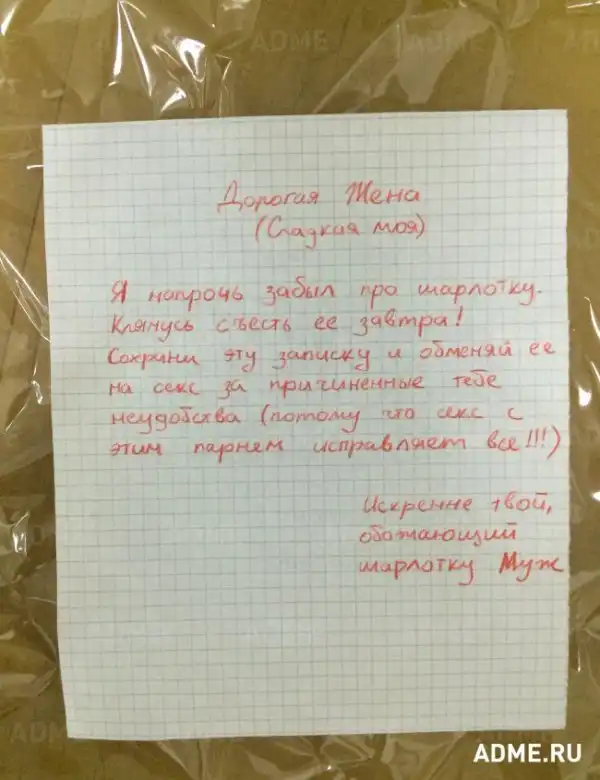 Дорогая Жена
(Сладкая моя)
Я напрочь забыл про шарлотку.
Клянусь съесть ее завтра!
Сохрани эту записку и обменяй ее
на секс за причиненные тебе
неудобства (потому что секс с
этим парнем исправляет все!!!)
Искренне твой,
обожающий
шарлотку Муж
ADME.RU